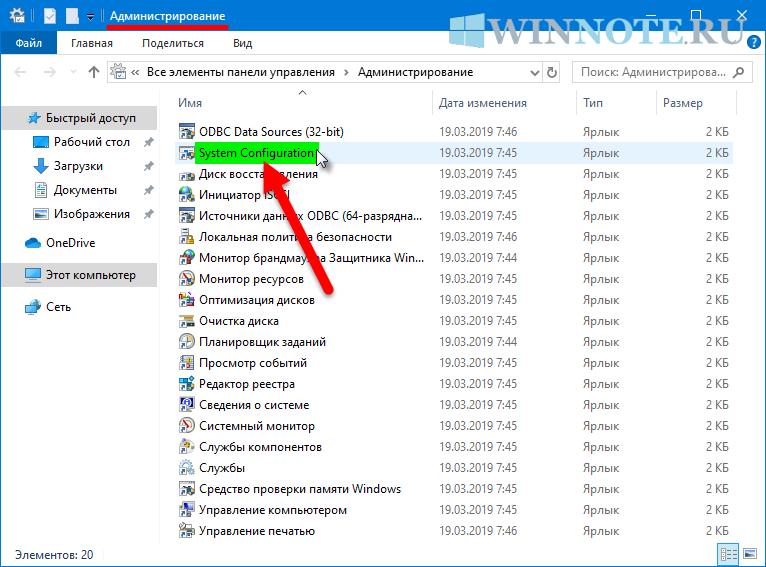 Администрирование
WINNOTE.RU
Файл Главная Поделиться Вид
« Все элементы панели управления › Администрирование Поиск: Администрирова...
Имя Дата изменения Тип Размер
Быстрый доступ
Рабочий стол
Загрузки
Документы
Изображения
OneDrive
Этот компьютер
Сеть
ODBC Data Sources (32-bit) 19.03.2019 7:46 Ярлык 2 КБ
System Configuration 19.03.2019 7:45 Ярлык 2 КБ
Диск восстановления 19.03.2019 7:45 Ярлык 2 КБ
Инициатор iSCSI 19.03.2019 7:45 Ярлык 2 КБ
Источники данных ODBC (64-разрядна... 19.03.2019 7:45 Ярлык 2 КБ
Локальная политика безопасности 19.03.2019 7:46 Ярлык 2 КБ
Монитор брандмауэра Защитника Win... 19.03.2019 7:44 Ярлык 2 КБ
Монитор ресурсов 19.03.2019 7:45 Ярлык 2 КБ
Оптимизация дисков 19.03.2019 7:45 Ярлык 2 КБ
Очистка диска 19.03.2019 7:45 Ярлык 2 КБ
Планировщик заданий 19.03.2019 7:44 Ярлык 2 КБ
Просмотр событий 19.03.2019 7:45 Ярлык 2 КБ
Редактор реестра 19.03.2019 7:45 Ярлык 2 КБ
Сведения о системе 19.03.2019 7:45 Ярлык 2 КБ
Системный монитор 19.03.2019 7:45 Ярлык 2 КБ
Службы компонентов 19.03.2019 7:45 Ярлык 2 КБ
Службы 19.03.2019 7:45 Ярлык 2 КБ
Средство проверки памяти Windows 19.03.2019 7:45 Ярлык 2 КБ
Управление компьютером 19.03.2019 7:45 Ярлык 2 КБ
Управление печатью 19.03.2019 7:46 Ярлык 2 КБ
Элементов: 20